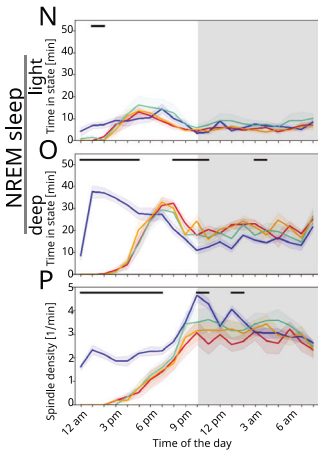 N
50
40
30
20
10
0
Time in state [min]
light
NREM sleep
O
50
40
30
20
10
0
Time in state [min]
deep
P
5
4
3
2
1
0
Spindle density [1/min]
12 am
3 pm
6 pm
9 pm
12 pm
3 am
6 am
Time of the day